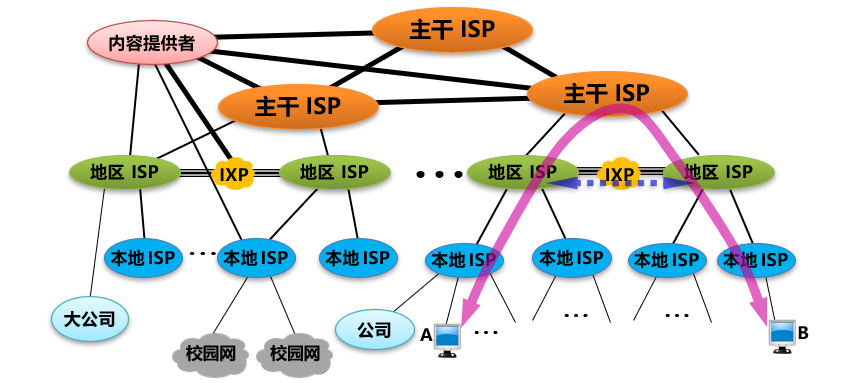 主干 ISP
内容提供者
主干 ISP
主干 ISP
地区 ISP
IXP
地区 ISP
• • •
地区 ISP
IXP
地区 ISP
本地 ISP
• • •
本地 ISP
本地 ISP
本地 ISP
本地 ISP
本地 ISP
本地 ISP
大公司
公司
A
• • •
• • •
• • •
B
校园网
校园网